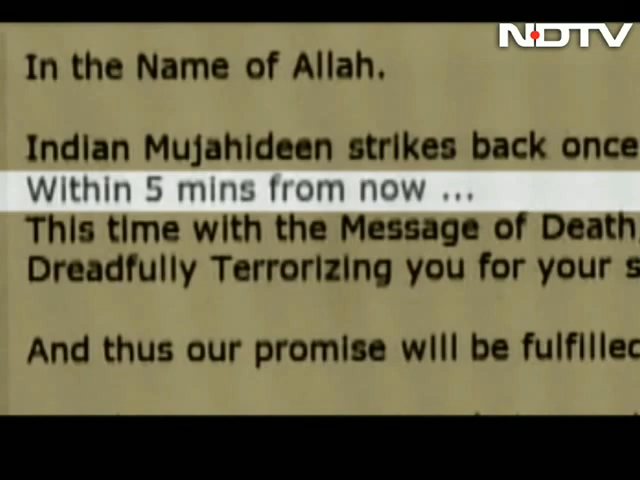 NDTV
In the Name of Allah.
Indian Mujahideen strikes back once
Within 5 mins from now ...
This time with the Message of Death,
Dreadfully Terrorizing you for your s
And thus our promise will be fulfilled